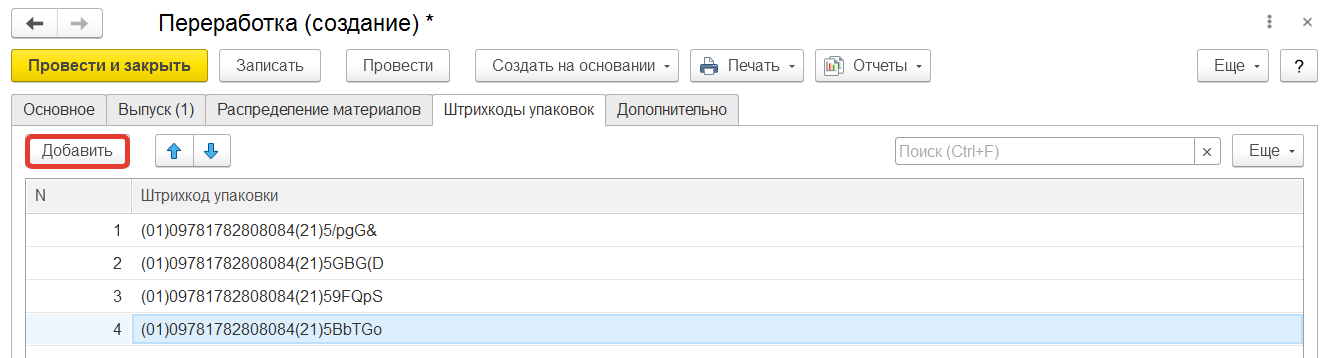 Переработка (создание) *
Провести и закрыть Записать Провести Создать на основании Печать Отчеты Еще ?
Основное Выпуск (1) Распределение материалов Штрихкоды упаковок Дополнительно
Добавить Поиск (Ctrl+F) × Еще
N Штрихкод упаковки
1 (01)09781782808084(21)5/pgG&
2 (01)09781782808084(21)5GBG(D
3 (01)09781782808084(21)59FQpS
4 (01)09781782808084(21)5BbTGo